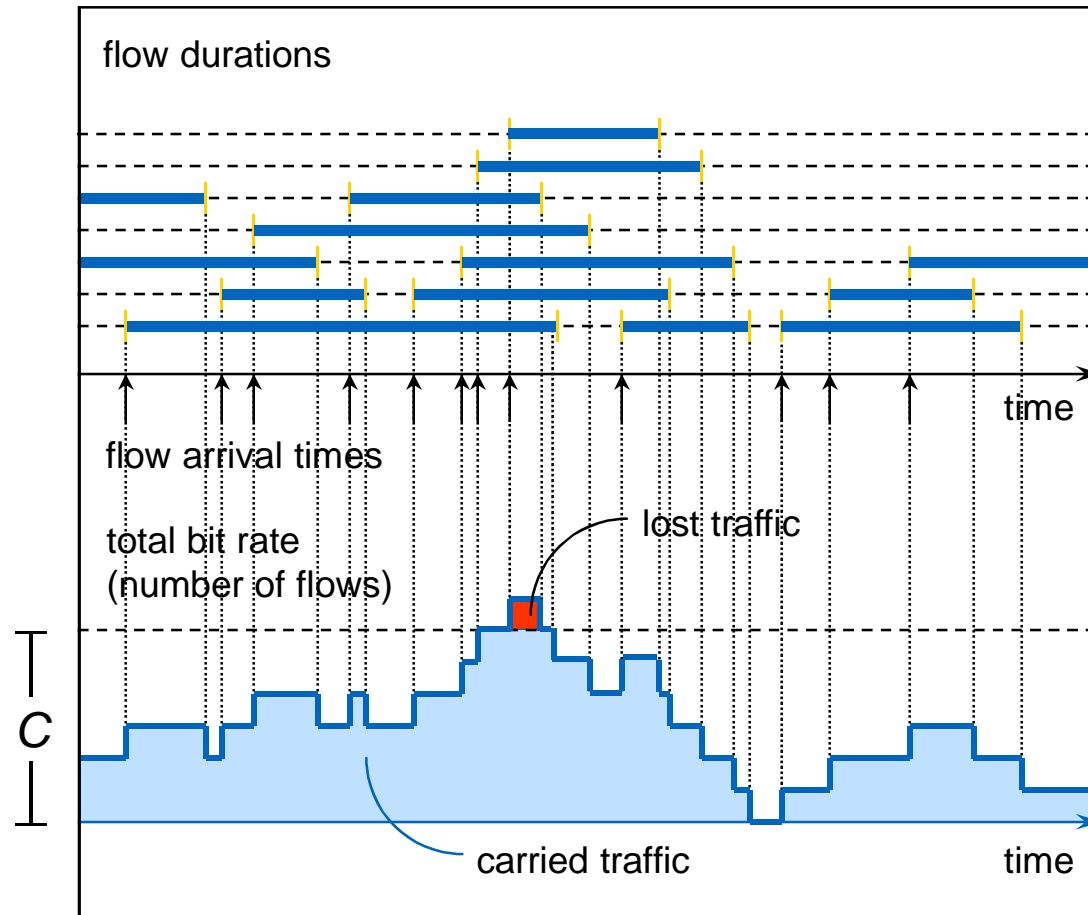 flow durations
time
flow arrival times
lost traffic
total bit rate
(number of flows)
C
carried traffic
time